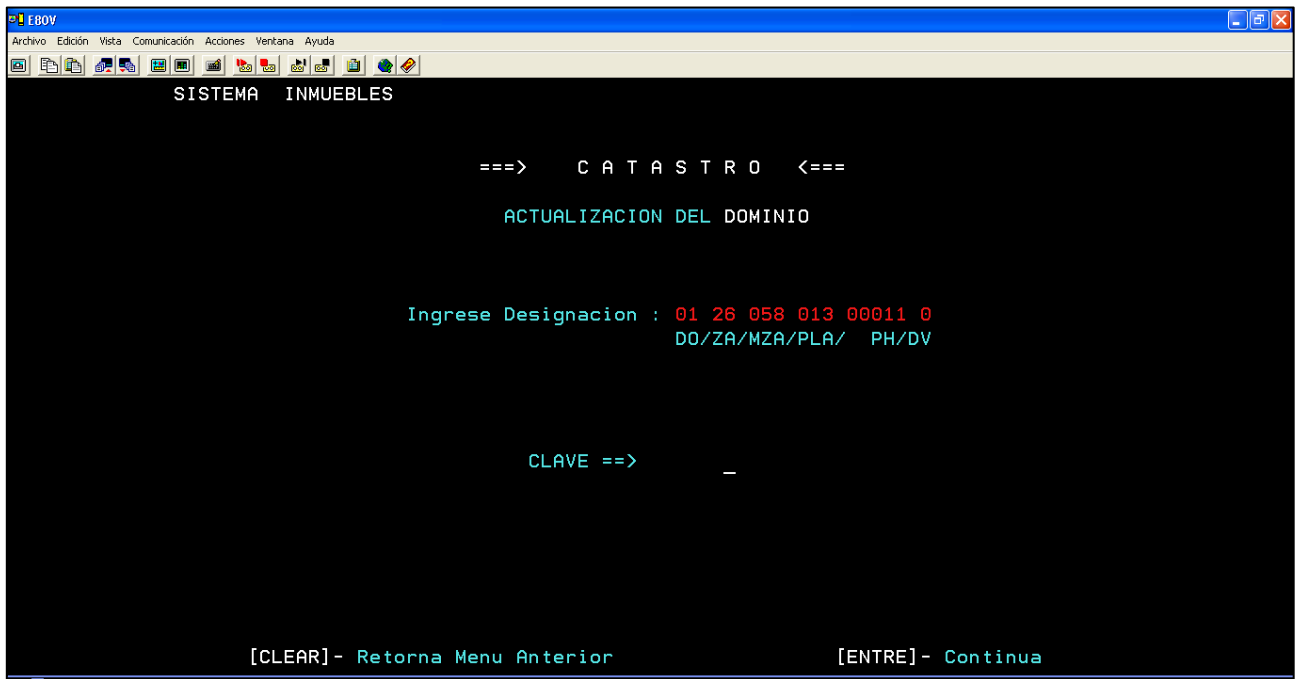 E80V
Archivo Edición Vista Comunicación Acciones Ventana Ayuda
SISTEMA INMUEBLES
===> C A T A S T R O <===
ACTUALIZACION DEL DOMINIO
Ingrese Designacion : 01 26 058 013 00011 0
DO/ZA/MZA/PLA/ PH/DV
CLAVE ==> _
[CLEAR]- Retorna Menu Anterior [ENTRE]- Continua